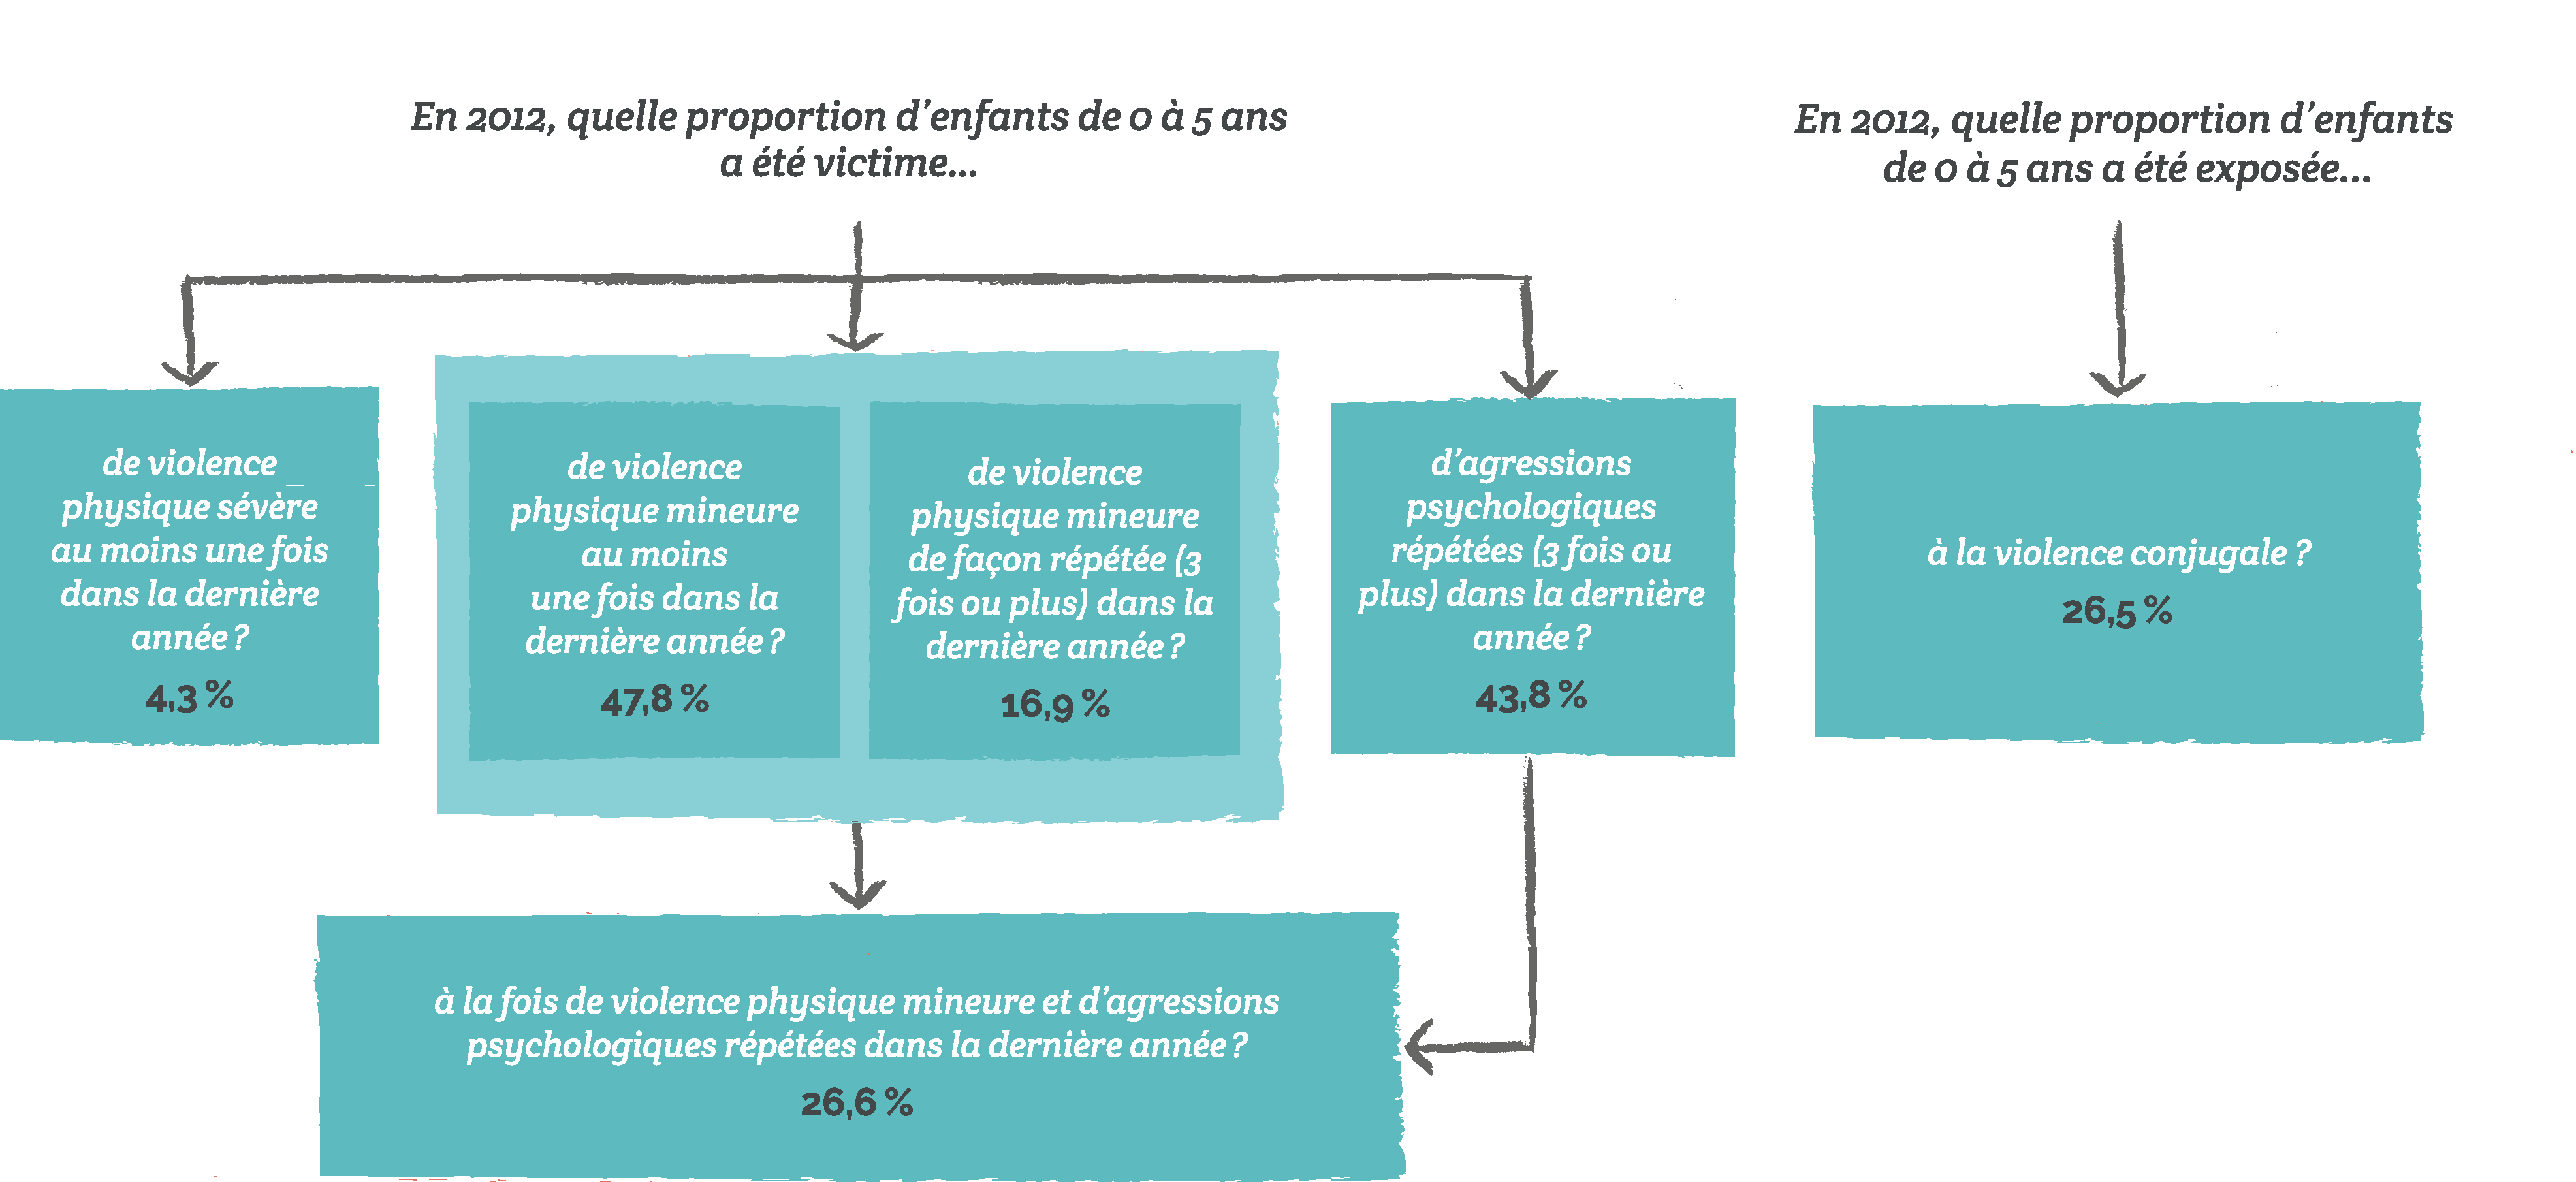 En 2012, quelle proportion d’enfants de 0 à 5 ans
a été victime...
de violence
physique sévère
au moins une fois
dans la dernière
année ?
4,3 %
de violence
physique mineure
au moins
une fois dans la
dernière année ?
47,8 %
de violence
physique mineure
de façon répétée (3
fois ou plus) dans la
dernière année ?
16,9 %
d’agressions
psychologiques
répétées (3 fois ou
plus) dans la dernière
année ?
43,8 %
à la fois de violence physique mineure et d’agressions
psychologiques répétées dans la dernière année ?
26,6 %
En 2012, quelle proportion d’enfants
de 0 à 5 ans a été exposée...
à la violence conjugale ?
26,5 %